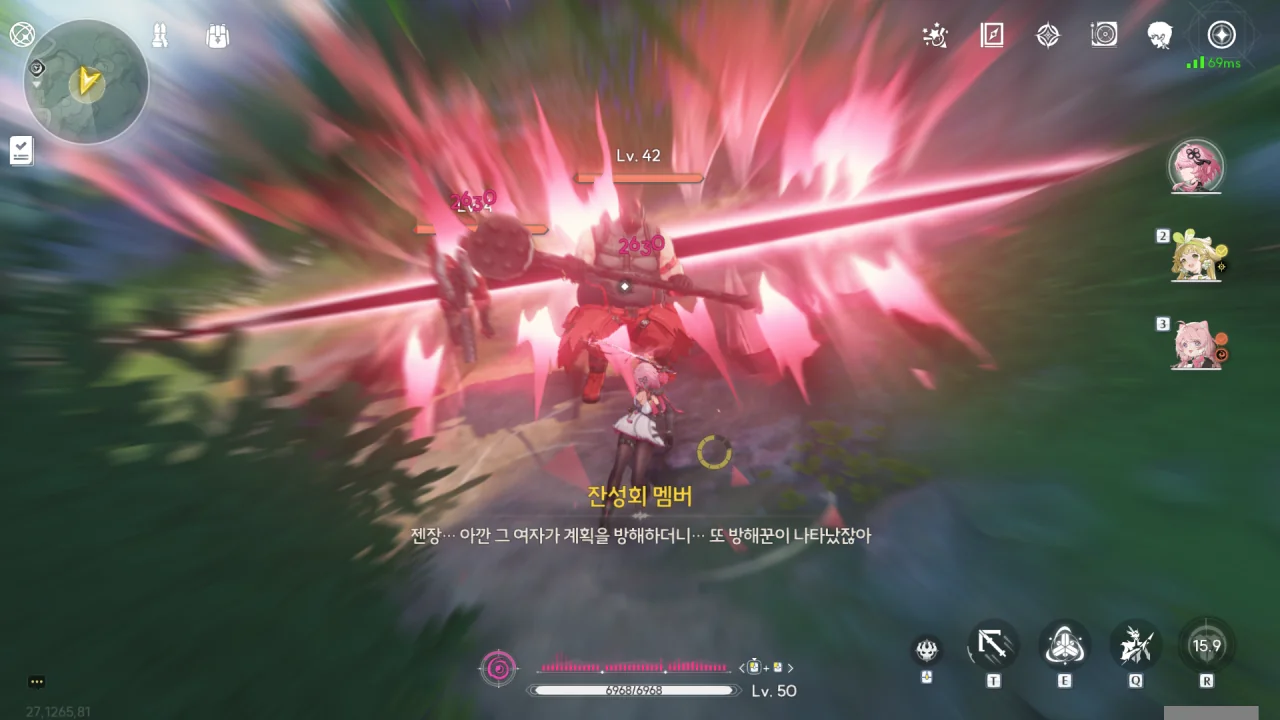 69ms
Lv. 42
2630
2630
2
3
잔성회 멤버
젠장… 아깐 그 여자가 계획을 방해하더니… 또 방해꾼이 나타났잖아
15.9
+
6968/6968
Lv. 50
T
E
Q
R
27,1265,81